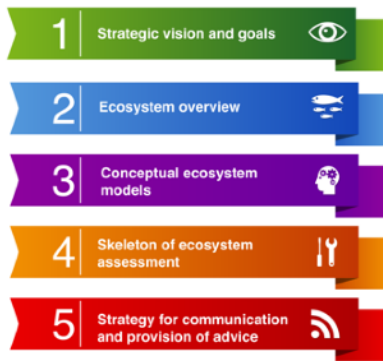 1
Strategic vision and goals
2
Ecosystem overview
3
Conceptual ecosystem
models
4
Skeleton of ecosystem
assessment
5
Strategy for communication
and provision of advice